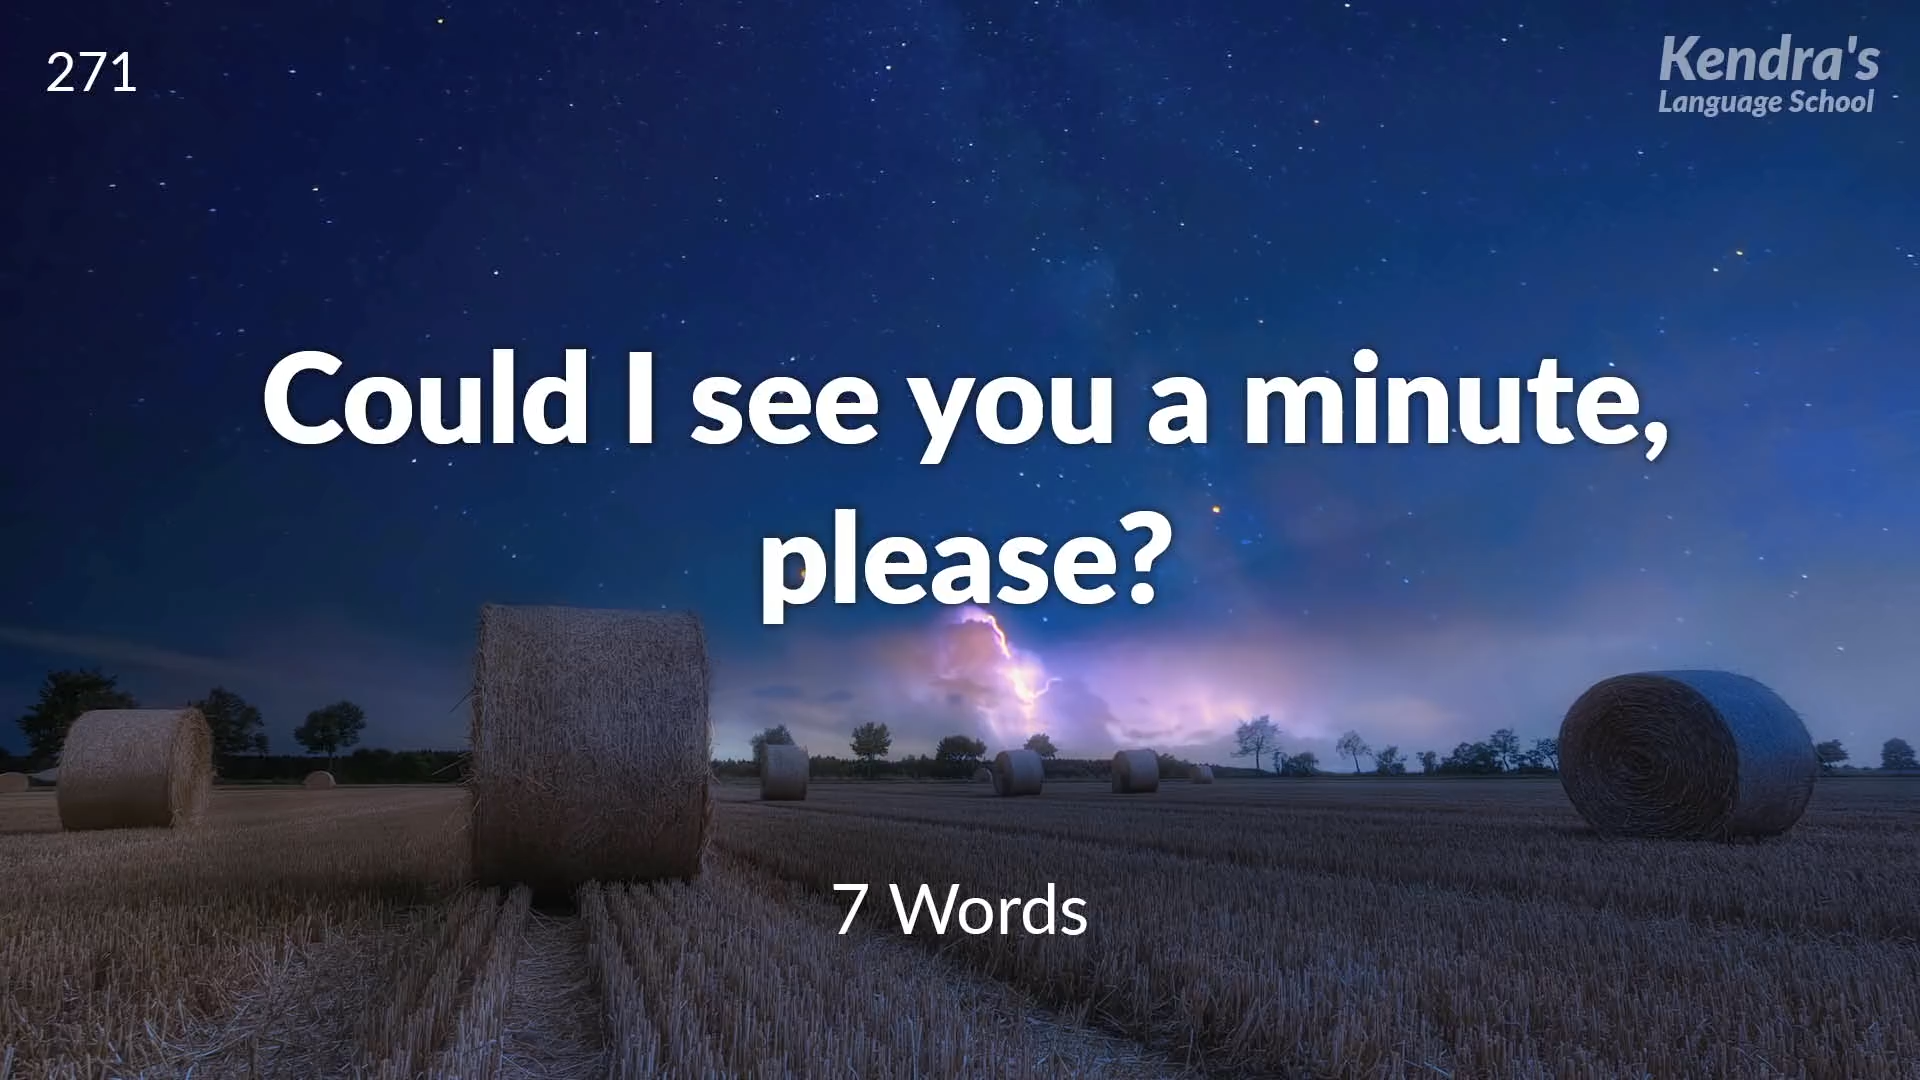 271
Kendra's
Language School
Could I see you a minute,
please?
7 Words